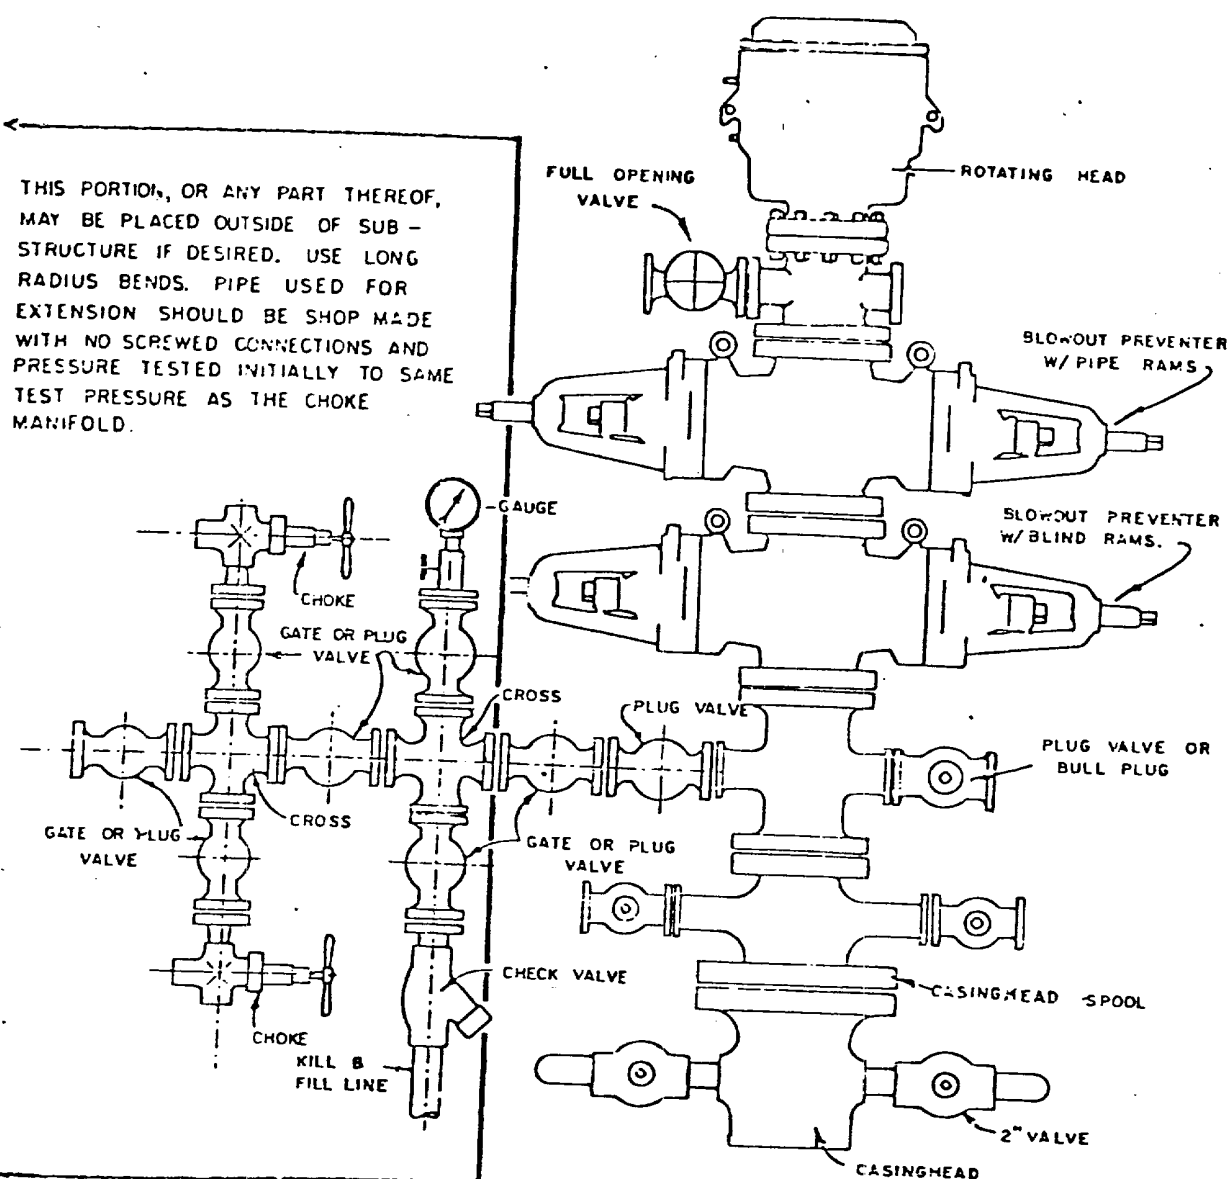 THIS PORTION, OR ANY PART THEREOF,
MAY BE PLACED OUTSIDE OF SUB-
STRUCTURE IF DESIRED. USE LONG
RADIUS BENDS. PIPE USED FOR
EXTENSION SHOULD BE SHOP MADE
WITH NO SCREWED CONNECTIONS AND
PRESSURE TESTED INITIALLY TO SAME
TEST PRESSURE AS THE CHOKE
MANIFOLD.
FULL OPENING
VALVE
ROTATING HEAD
BLOWOUT PREVENTER
W/ PIPE RAMS
GAUGE
BLOWOUT PREVENTER
W/ BLIND RAMS.
CHOKE
GATE OR PLUG
VALVE
CROSS
PLUG VALVE
PLUG VALVE OR
BULL PLUG
GATE OR PLUG
VALVE
CROSS
GATE OR PLUG
VALVE
CHECK VALVE
CASINGHEAD SPOOL
CHOKE
KILL &
FILL LINE
2" VALVE
CASINGHEAD